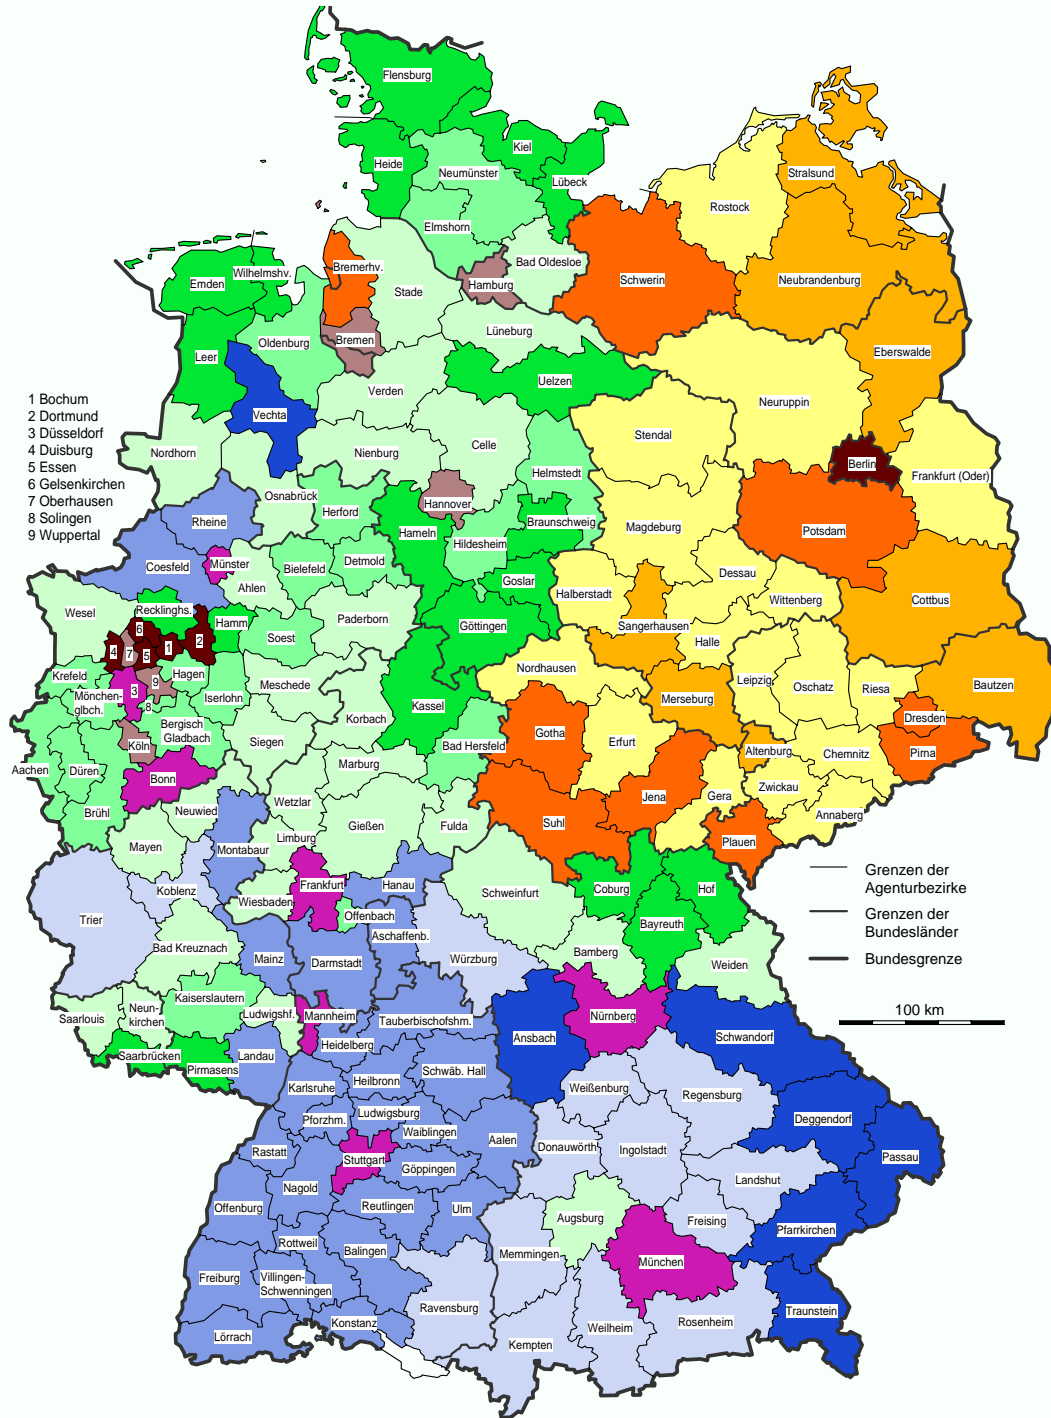 Flensburg
Kiel
Heide
Neumünster
Stralsund
Lübeck
Rostock
Elmshorn
Bad Oldesloe
Bremerhv.
Wilhelmshv.
Emden
Hamburg
Schwerin
Neubrandenburg
Stade
Lüneburg
Oldenburg
Bremen
Eberswalde
Leer
Uelzen
Verden
Neuruppin
1 Bochum
2 Dortmund
3 Düsseldorf
4 Duisburg
5 Essen
6 Gelsenkirchen
7 Oberhausen
8 Solingen
9 Wuppertal
Vechta
Stendal
Celle
Nordhorn
Nienburg
Berlin
Helmstedt
Frankfurt (Oder)
Osnabrück
Hannover
Herford
Rheine
Braunschweig
Hameln
Magdeburg
Potsdam
Hildesheim
Münster
Coesfeld
Bielefeld
Detmold
Dessau
Ahlen
Goslar
Halberstadt
Wittenberg
Cottbus
Wesel
Recklinghs.
Hamm
Paderborn
Göttingen
Sangerhausen
6
4
7
5
1
2
Soest
Halle
Nordhausen
Krefeld
Hagen
Mönchen-
glbch.
3
9
8
Iserlohn
Meschede
Leipzig
Oschatz
Riesa
Bautzen
Merseburg
Kassel
Korbach
Bergisch
Gladbach
Dresden
Köln
Siegen
Bad Hersfeld
Gotha
Erfurt
Altenburg
Chemnitz
Pirna
Aachen
Düren
Bonn
Marburg
Zwickau
Jena
Gera
Brühl
Neuwied
Wetzlar
Annaberg
Gießen
Fulda
Suhl
Limburg
Plauen
Mayen
Montabaur
Grenzen der
Agenturbezirke
Grenzen der
Bundesländer
Bundesgrenze
100 km
Koblenz
Frankfurt
Hanau
Schweinfurt
Coburg
Hof
Wiesbaden
Trier
Offenbach
Bayreuth
Aschaffenb.
Bad Kreuznach
Mainz
Darmstadt
Würzburg
Bamberg
Weiden
Kaiserslautern
Neun-
kirchen
Saarlouis
Ludwigshf.
Mannheim
Tauberbischofshm.
Nürnberg
Ansbach
Schwandorf
Heidelberg
Saarbrücken
Landau
Pirmasens
Schwäb. Hall
Heilbronn
Karlsruhe
Weißenburg
Regensburg
Ludwigsburg
Pforzhm.
Waiblingen
Deggendorf
Aalen
Donauwörth
Ingolstadt
Rastatt
Stuttgart
Göppingen
Passau
Landshut
Nagold
Offenburg
Reutlingen
Ulm
Augsburg
Freising
Pfarrkirchen
Rottweil
Balingen
Memmingen
München
Freiburg
Villingen-
Schwenningen
Ravensburg
Traunstein
Konstanz
Rosenheim
Weilheim
Lörrach
Kempten